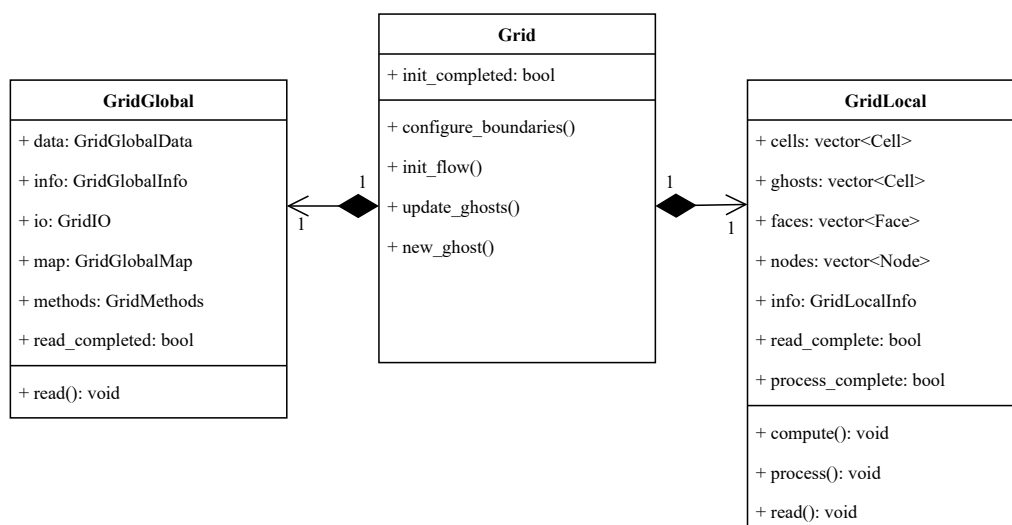 GridGlobal
+ data: GridGlobalData
+ info: GridGlobalInfo
+ io: GridIO
+ map: GridGlobalMap
+ methods: GridMethods
+ read_completed: bool
+ read(): void
1
1
Grid
+ init_completed: bool
+ configure_boundaries()
+ init_flow()
+ update_ghosts()
+ new_ghost()
1
1
GridLocal
+ cells: vector<Cell>
+ ghosts: vector<Cell>
+ faces: vector<Face>
+ nodes: vector<Node>
+ info: GridLocalInfo
+ read_complete: bool
+ process_complete: bool
+ compute(): void
+ process(): void
+ read(): void